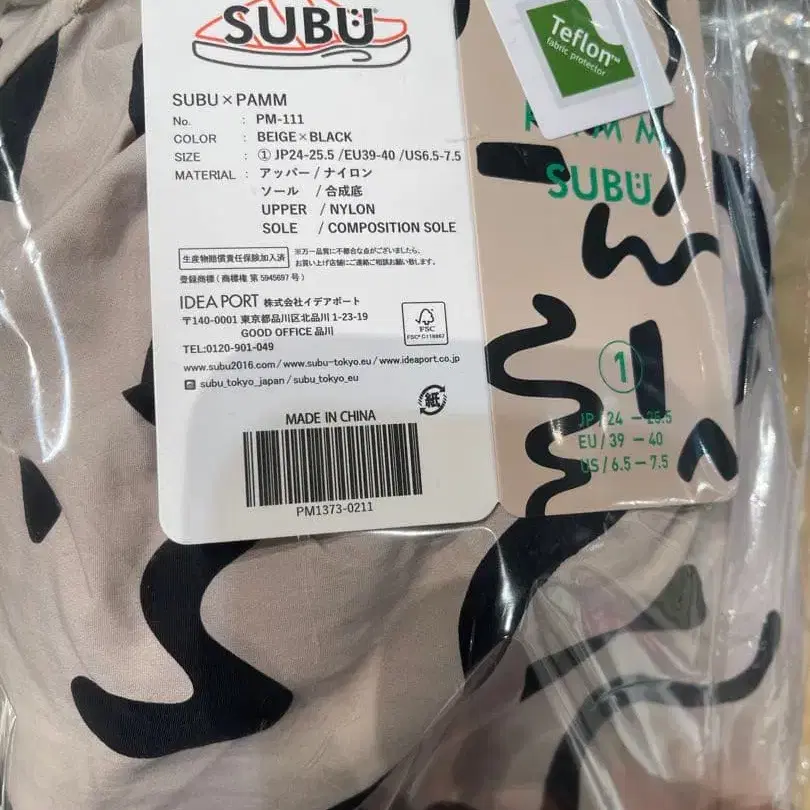 SUBU
SUBU×PAMM
No. : PM-111
COLOR : BEIGE×BLACK
SIZE : ① JP24-25.5 /EU39-40 /US6.5-7.5
MATERIAL : アッパー/ナイロン
ソール /合成底
UPPER /NYLON
SOLE /COMPOSITION SOLE
生産物賠償責任保険加入済
※万一品質に不都合な点がございましたら、
お買い上げ店舗にご連絡ご相談お願い致します。
登録商標(商標権 第5945697号)
IDEA PORT 株式会社イデアポート
〒140-0001 東京都品川区北品川1-23-19
GOOD OFFICE 品川
TEL:0120-901-049
www.subu2016.com/www.subu-tokyo.eu/www.ideaport.co.jp
subu_tokyo_japan/subu_tokyo_eu
FSC
紙
MADE IN CHINA
PM1373-0211
Teflon™
fabric protector
SUBU
1
JP/24 — 25.5
EU/39 — 40
US/6.5 — 7.5